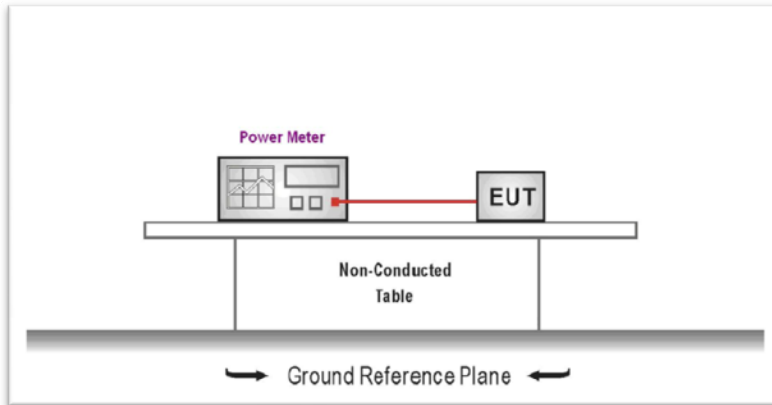 Power Meter
EUT
Non-Conducted
Table
Ground Reference Plane